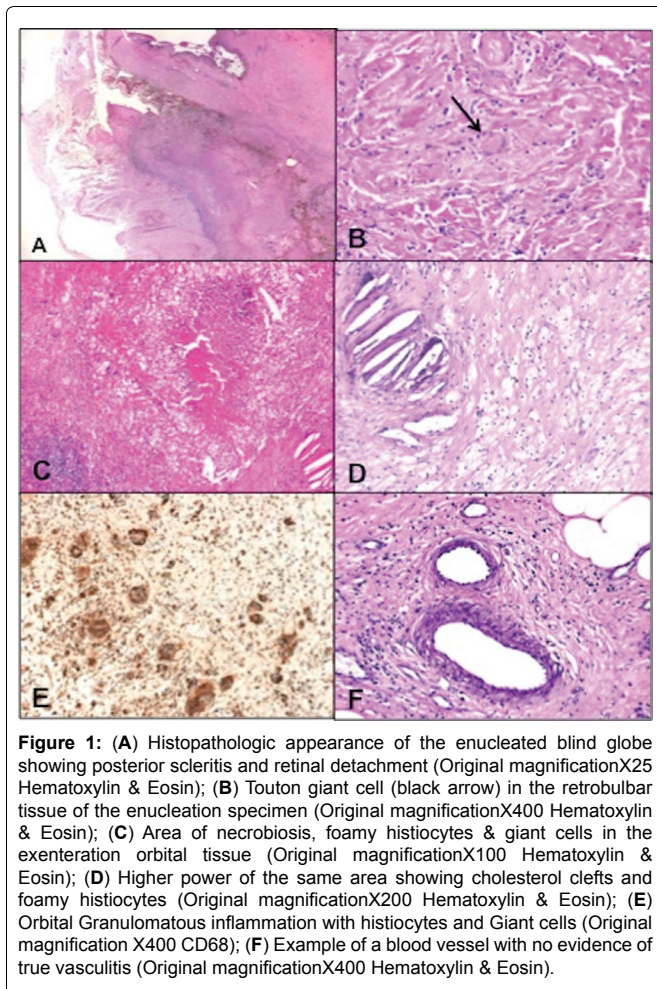 A
B
C
D
E
F
Figure 1: (A) Histopathologic appearance of the enucleated blind globe
showing posterior scleritis and retinal detachment (Original magnificationX25
Hematoxylin & Eosin); (B) Touton giant cell (black arrow) in the retrobulbar
tissue of the enucleation specimen (Original magnificationX400 Hematoxylin
& Eosin); (C) Area of necrobiosis, foamy histiocytes & giant cells in the
exenteration orbital tissue (Original magnificationX100 Hematoxylin &
Eosin); (D) Higher power of the same area showing cholesterol clefts and
foamy histiocytes (Original magnificationX200 Hematoxylin & Eosin); (E)
Orbital Granulomatous inflammation with histiocytes and Giant cells (Original
magnification X400 CD68); (F) Example of a blood vessel with no evidence of
true vasculitis (Original magnificationX400 Hematoxylin & Eosin).